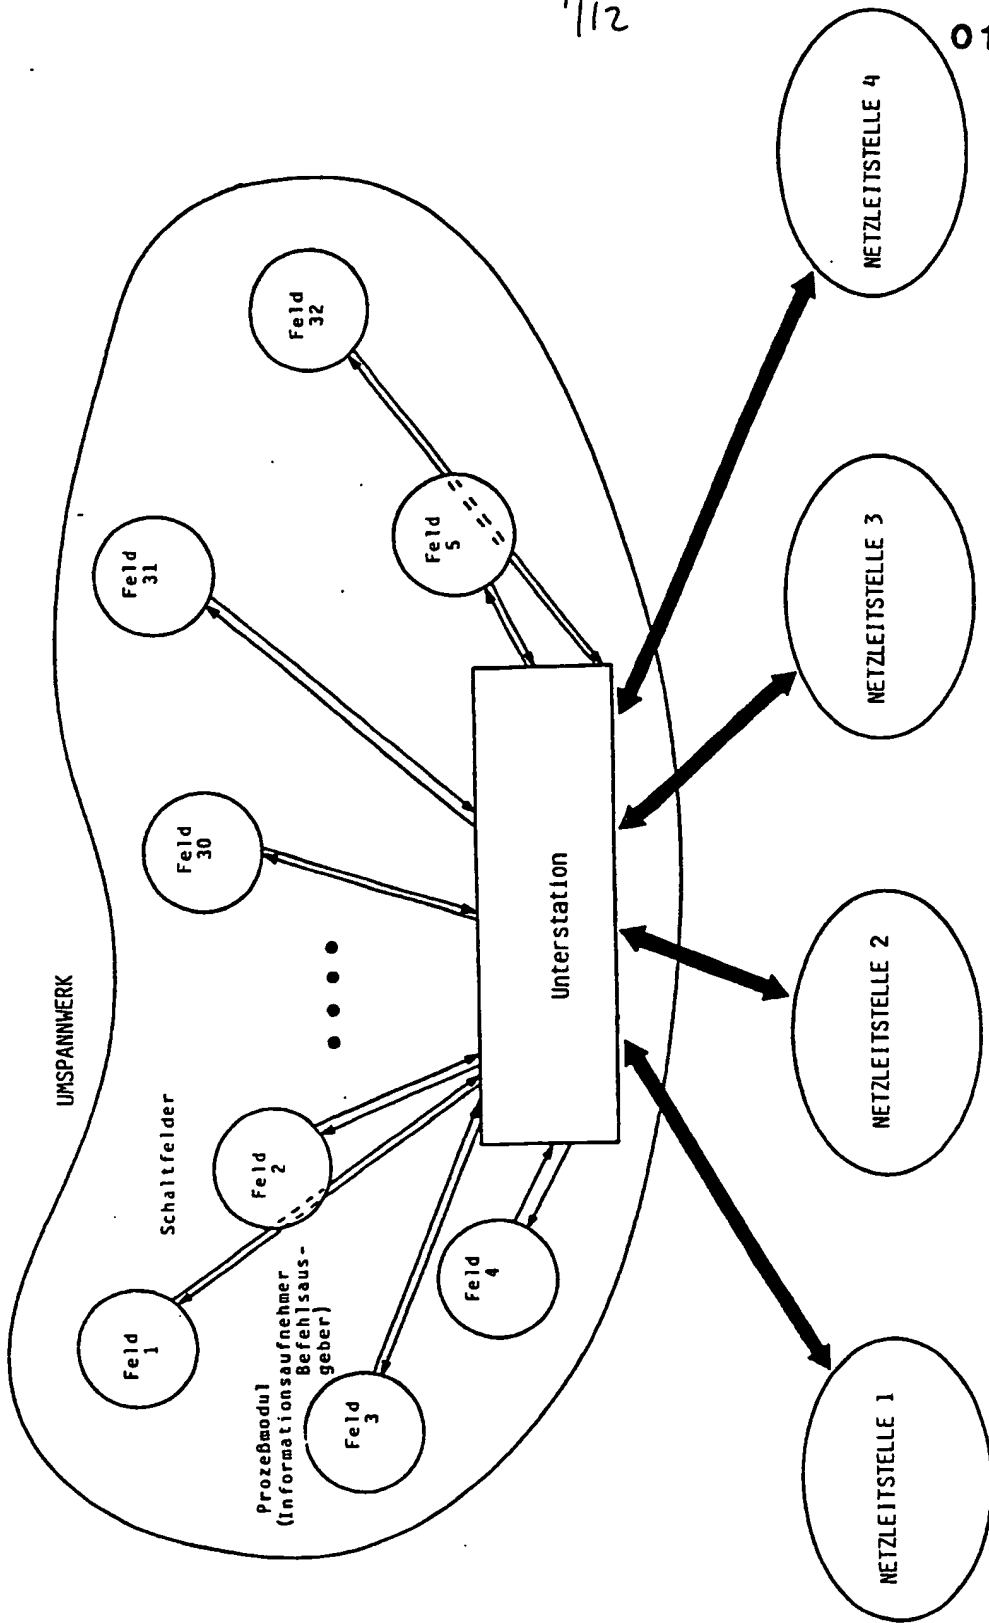 1/12
01
UMSPANNWERK
Schaltfelder
Prozeßmodul
(Informationsaufnehmer
Befehlsaus-
geber)
Feld
1
Feld
2
Feld
3
Feld
4
Feld
30
Feld
31
Feld
5
Feld
32
Unterstation
NETZLEITSTELLE 1
NETZLEITSTELLE 2
NETZLEITSTELLE 3
NETZLEITSTELLE 4